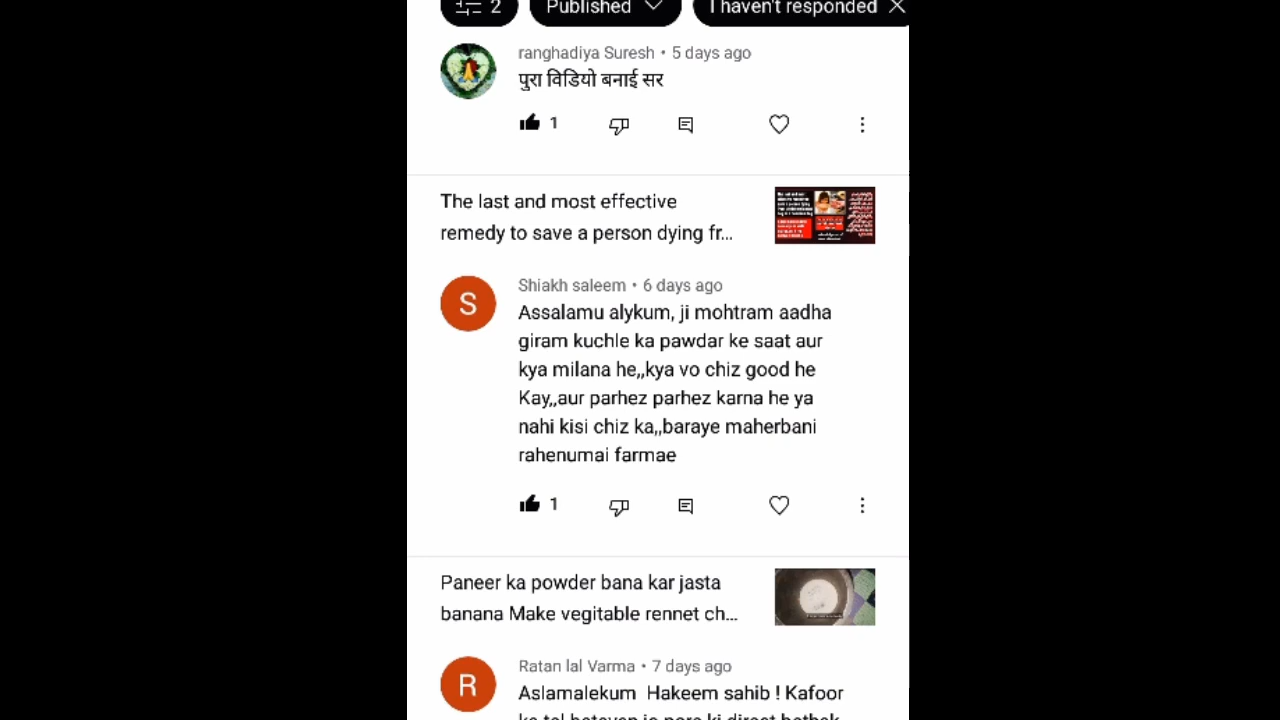 2 Published I haven't responded
ranghadiya Suresh • 5 days ago
पुरा विडियो बनाई सर
1
The last and most effective
remedy to save a person dying fr...
Shiakh saleem • 6 days ago
Assalamu alykum, ji mohtram aadha
giram kuchle ka pawdar ke saat aur
kya milana he,,kya vo chiz good he
Kay,,aur parhez parhez karna he ya
nahi kisi chiz ka,,baraye maherbani
rahenumai farmae
1
Paneer ka powder bana kar jasta
banana Make vegitable rennet ch...
Ratan lal Varma • 7 days ago
Aslamalekum Hakeem sahib ! Kafoor